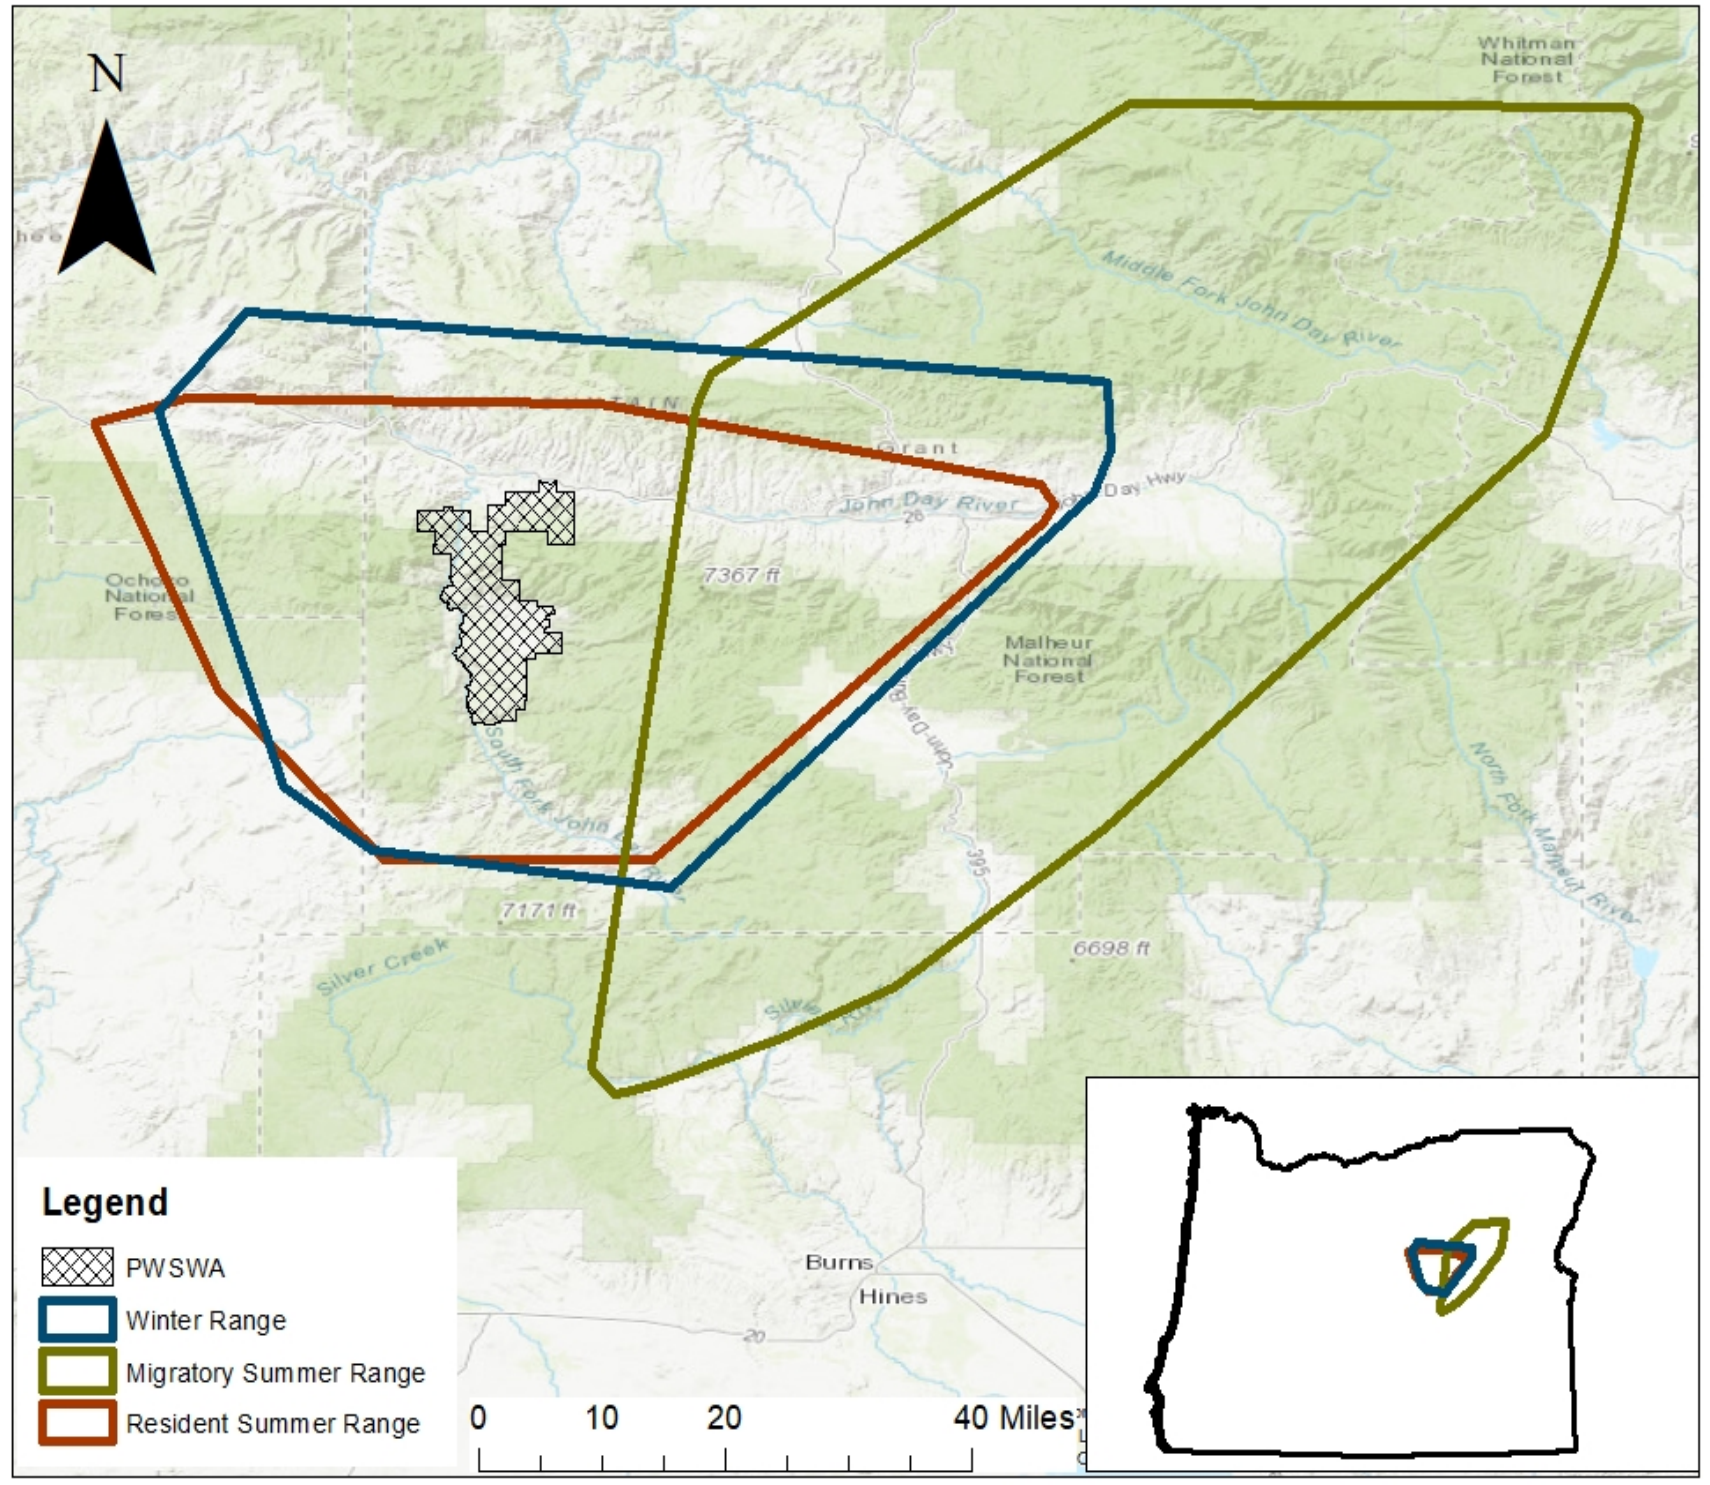 N
Whitman
National
Forest
Middle Fork John Day River
Grant
John Day River
John Day Hwy
26
7367 ft
Ochoco
National
Forest
Malheur
National
Forest
South Fork John
395
North Fork Malheur River
7171 ft
6698 ft
Silver Creek
Burns
Hines
20
Legend
PWSWA
Winter Range
Migratory Summer Range
Resident Summer Range
0 10 20 40 Miles